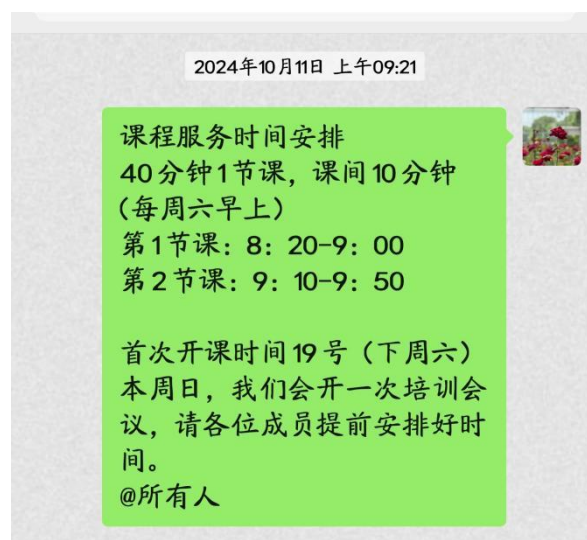 2024年10月11日 上午09:21
课程服务时间安排
40分钟1节课，课间10分钟
（每周六早上）
第1节课：8：20-9：00
第2节课：9：10-9：50
首次开课时间19号（下周六）
本周日，我们会开一次培训会
议，请各位成员提前安排好时
间。
@所有人